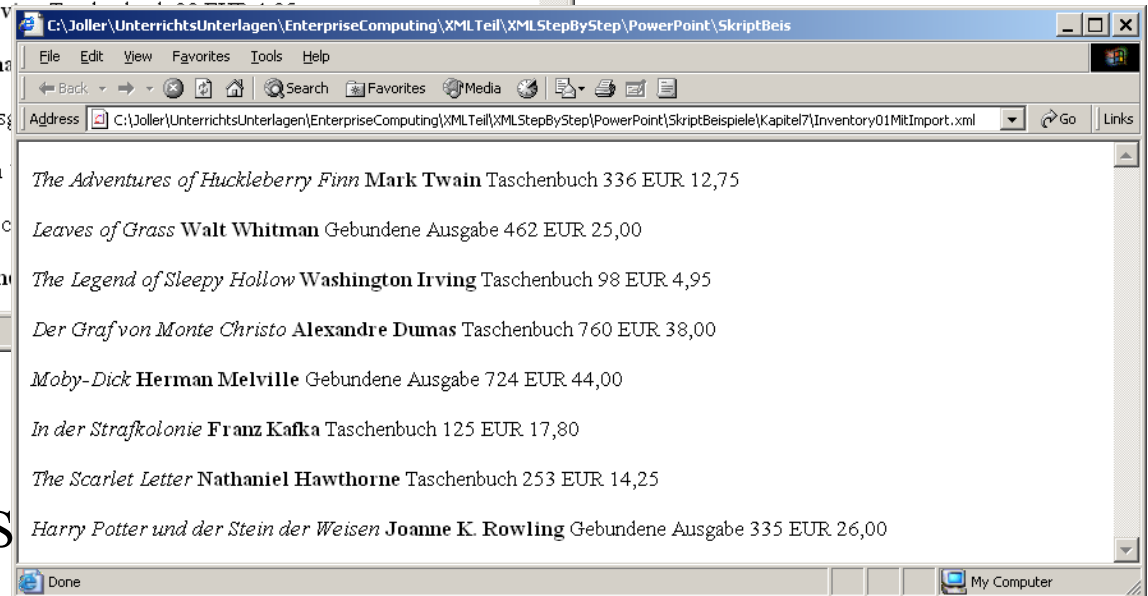 C:\Joller\UnterrichtsUnterlagen\EnterpriseComputing\XMLTeil\XMLStepByStep\PowerPoint\SkriptBeis
File Edit View Favorites Tools Help
Back Search Favorites Media
Address C:\Joller\UnterrichtsUnterlagen\EnterpriseComputing\XMLTeil\XMLStepByStep\PowerPoint\SkriptBeispiele\Kapitel7\Inventory01MitImport.xml Go Links
The Adventures of Huckleberry Finn Mark Twain Taschenbuch 336 EUR 12,75
Leaves of Grass Walt Whitman Gebundene Ausgabe 462 EUR 25,00
The Legend of Sleepy Hollow Washington Irving Taschenbuch 98 EUR 4,95
Der Graf von Monte Christo Alexandre Dumas Taschenbuch 760 EUR 38,00
Moby-Dick Herman Melville Gebundene Ausgabe 724 EUR 44,00
In der Strafkolonie Franz Kafka Taschenbuch 125 EUR 17,80
The Scarlet Letter Nathaniel Hawthorne Taschenbuch 253 EUR 14,25
S
Harry Potter und der Stein der Weisen Joanne K. Rowling Gebundene Ausgabe 335 EUR 26,00
Done My Computer